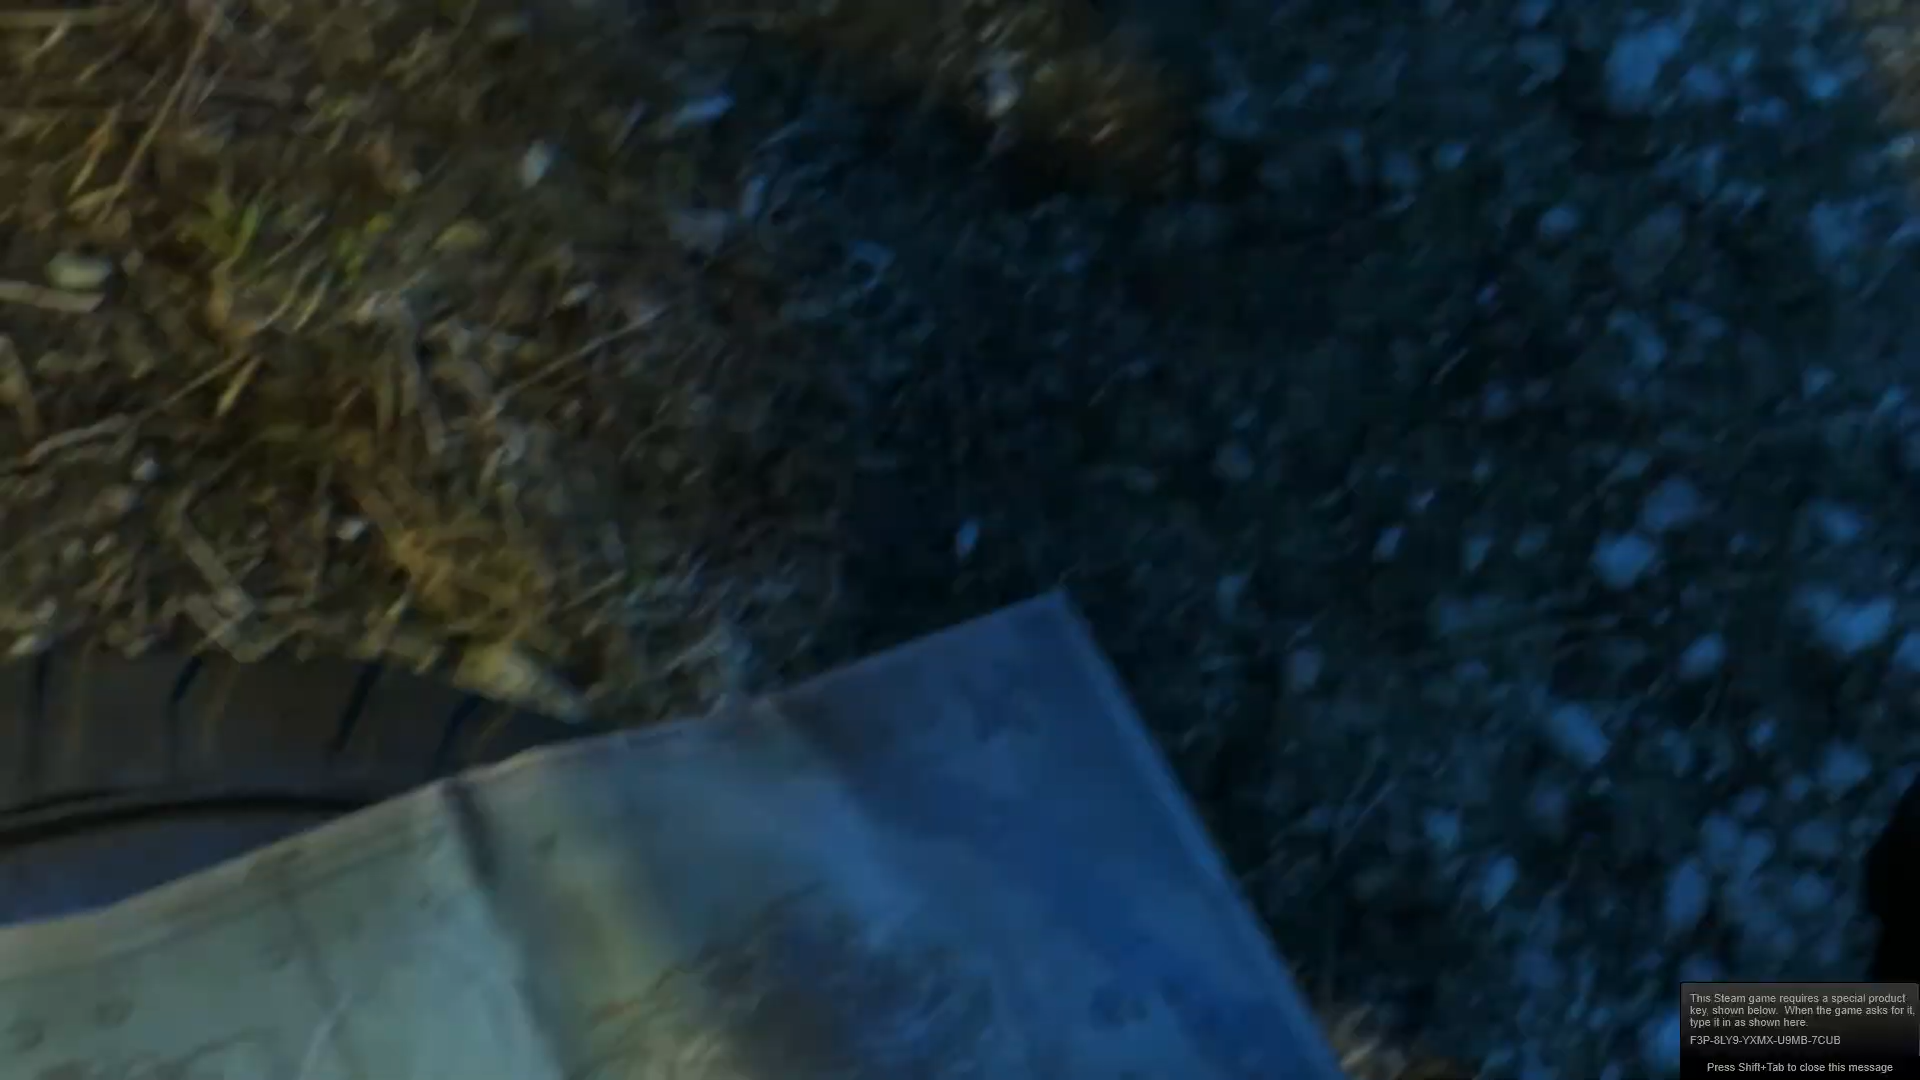 This Steam game requires a special product
key, shown below. When the game asks for it,
type it in as shown here.
F3P-8LY9-YXMX-U9MB-7CUB
Press Shift+Tab to close this message